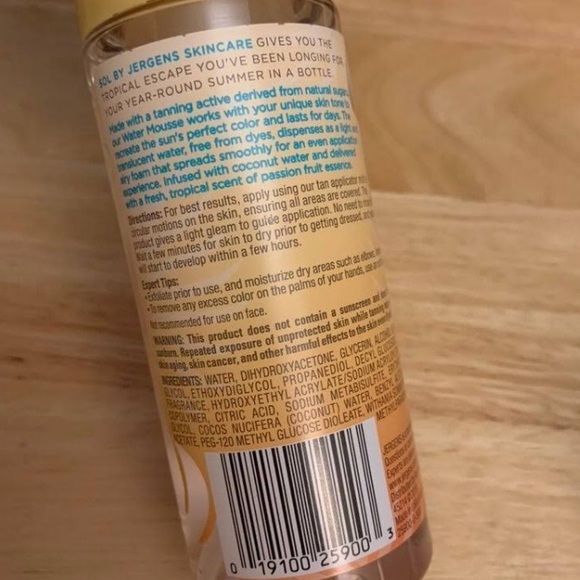 SOL BY JERGENS SKINCARE GIVES YOU THE
TROPICAL ESCAPE YOU'VE BEEN LONGING FOR
YOUR YEAR-ROUND SUMMER IN A BOTTLE.
Made with a tanning active derived from natural sugars,
our Water Mousse works with your unique skin tone to
recreate the sun's perfect color and lasts for days. The
translucent water, free from dyes, dispenses as a light and
airy foam that spreads smoothly for an even application
experience. Infused with coconut water and delivered
with a fresh, tropical scent of passion fruit essence.
Directions: For best results, apply using our tan applicator
circular motions on the skin, ensuring all areas are covered. The
product gives a light gleam to guide application. No need to
Wait a few minutes for skin to dry prior to getting dressed, and
will start to develop within a few hours.
Expert Tips:
• Exfoliate prior to use, and moisturize dry areas such as elbows,
• To remove any excess color on the palms of your hands, use
Not recommended for use on face.
WARNING: This product does not contain a sunscreen and
sunburn. Repeated exposure of unprotected skin while tanning
skin aging, skin cancer, and other harmful effects to the skin
INGREDIENTS: WATER, DIHYDROXYACETONE, GLYCERIN,
GLYCOL, ETHOXYDIGLYCOL, PROPANEDIOL, DECYL
FRAGRANCE, HYDROXYETHYL ACRYLATE/SODIUM
COPOLYMER, CITRIC ACID, SODIUM METABISULFITE,
GLYCOL, COCOS NUCIFERA (COCONUT) WATER,
ACETATE, PEG-120 METHYL GLUCOSE DIOLEATE,
METHYL
JERGENS
Questions
0 19100 25900 3